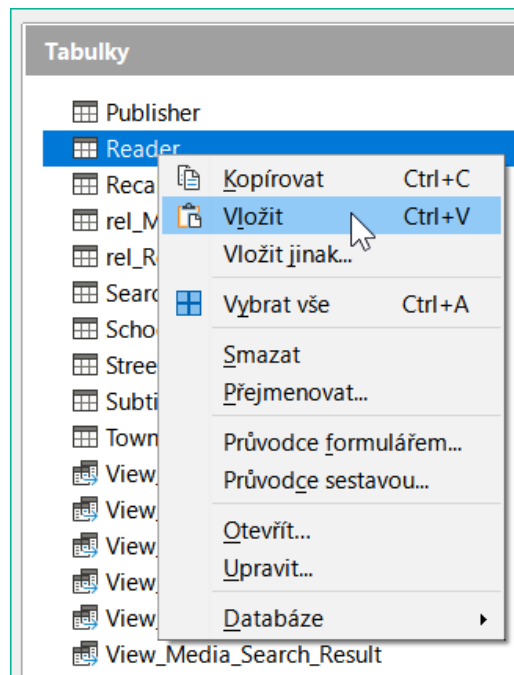 Tabulky
Publisher
Reader
Kopírovat Ctrl+C
Vložit Ctrl+V
Vložit jinak...
Vybrat vše Ctrl+A
Smazat
Přejmenovat...
Průvodce formulářem...
Průvodce sestavou...
Otevřít...
Upravit...
Databáze
Reca
rel_M
rel_R
Searc
Scho
Stree
Subti
Town
View_
View_
View_
View_
View_
View_Media_Search_Result